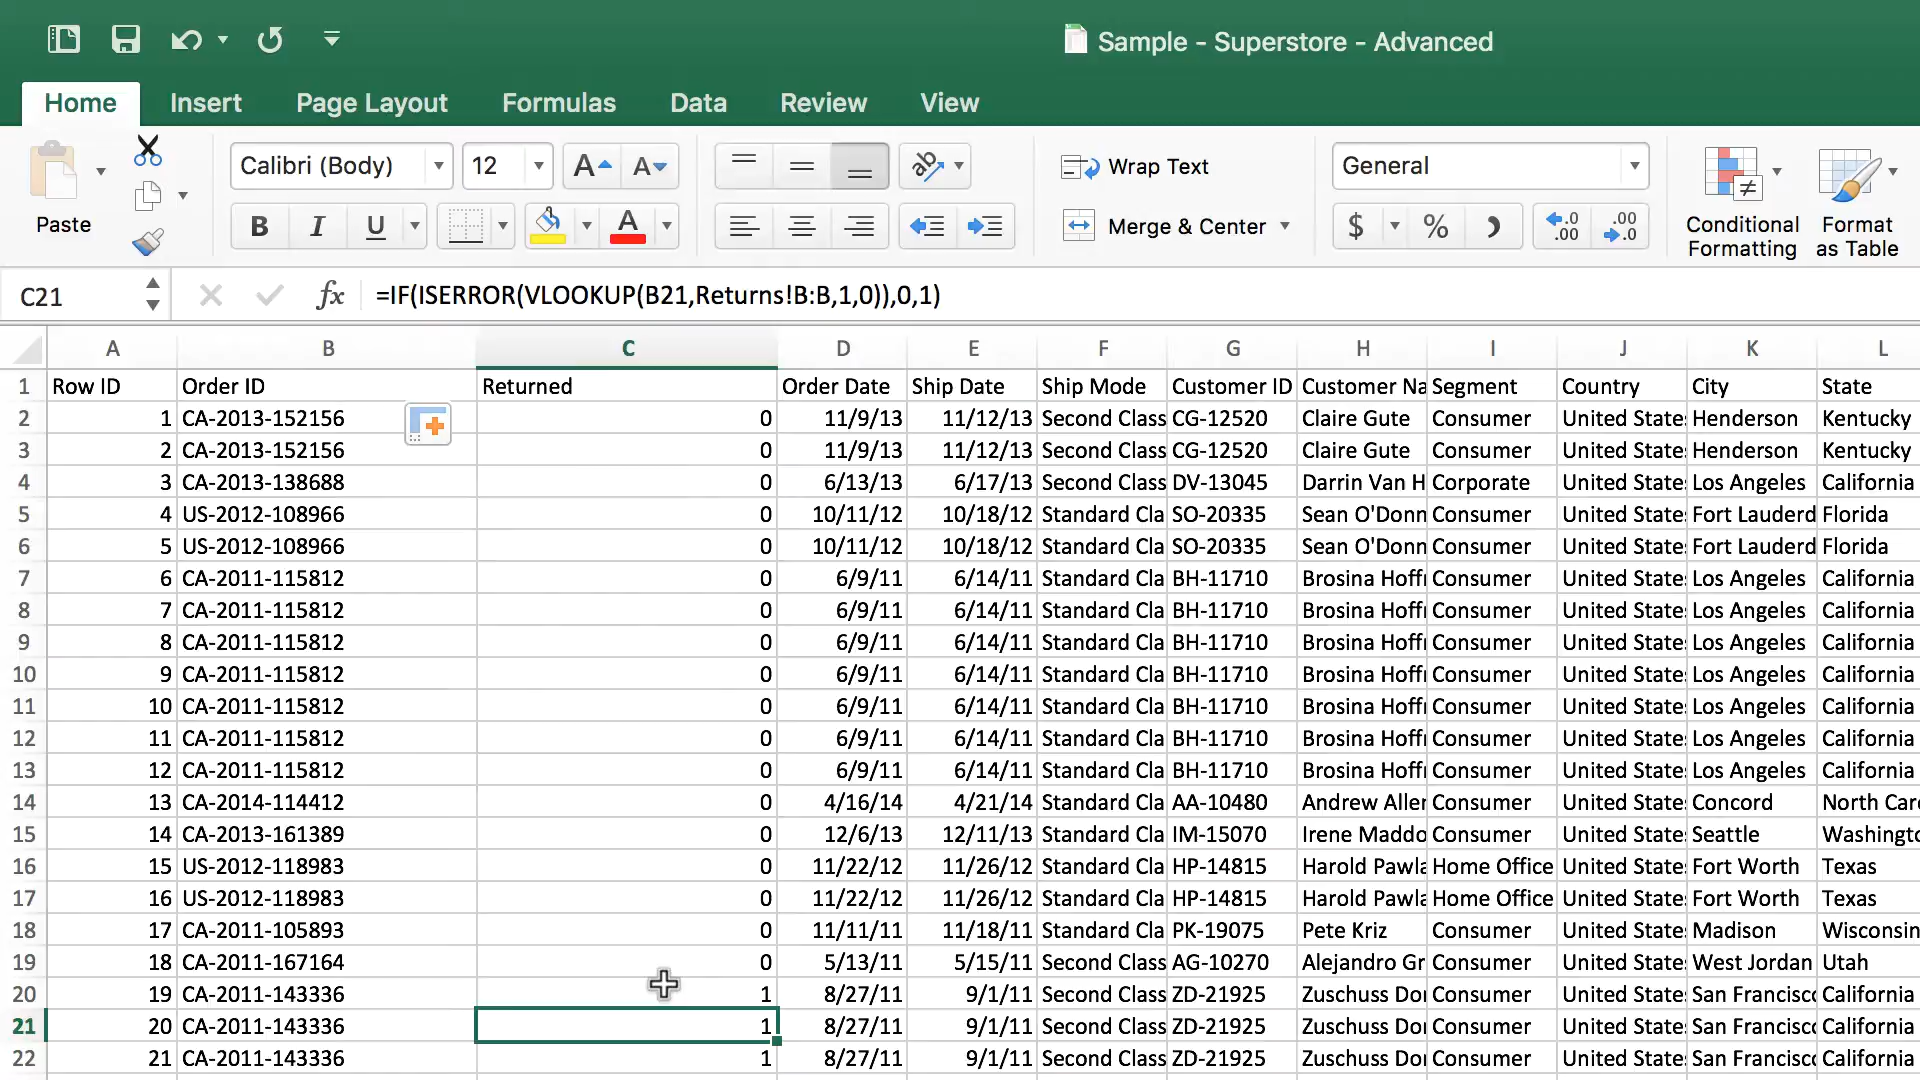 Sample - Superstore - Advanced
Home Insert Page Layout Formulas Data Review View
Paste
Calibri (Body) 12 A A
B I U A
ab
Wrap Text
Merge & Center
General
$ % .0 .00 .00 .0
Conditional Formatting
Format as Table
C21 fx =IF(ISERROR(VLOOKUP(B21,Returns!B:B,1,0)),0,1)
A B C D E F G H I J K L
1 Row ID Order ID Returned Order Date Ship Date Ship Mode Customer ID Customer Na Segment Country City State
2 1 CA-2013-152156 0 11/9/13 11/12/13 Second Class CG-12520 Claire Gute Consumer United State Henderson Kentucky
3 2 CA-2013-152156 0 11/9/13 11/12/13 Second Class CG-12520 Claire Gute Consumer United State Henderson Kentucky
4 3 CA-2013-138688 0 6/13/13 6/17/13 Second Class DV-13045 Darrin Van H Corporate United State Los Angeles California
5 4 US-2012-108966 0 10/11/12 10/18/12 Standard Cla SO-20335 Sean O'Donn Consumer United State Fort Lauderd Florida
6 5 US-2012-108966 0 10/11/12 10/18/12 Standard Cla SO-20335 Sean O'Donn Consumer United State Fort Lauderd Florida
7 6 CA-2011-115812 0 6/9/11 6/14/11 Standard Cla BH-11710 Brosina Hoff Consumer United State Los Angeles California
8 7 CA-2011-115812 0 6/9/11 6/14/11 Standard Cla BH-11710 Brosina Hoff Consumer United State Los Angeles California
9 8 CA-2011-115812 0 6/9/11 6/14/11 Standard Cla BH-11710 Brosina Hoff Consumer United State Los Angeles California
10 9 CA-2011-115812 0 6/9/11 6/14/11 Standard Cla BH-11710 Brosina Hoff Consumer United State Los Angeles California
11 10 CA-2011-115812 0 6/9/11 6/14/11 Standard Cla BH-11710 Brosina Hoff Consumer United State Los Angeles California
12 11 CA-2011-115812 0 6/9/11 6/14/11 Standard Cla BH-11710 Brosina Hoff Consumer United State Los Angeles California
13 12 CA-2011-115812 0 6/9/11 6/14/11 Standard Cla BH-11710 Brosina Hoff Consumer United State Los Angeles California
14 13 CA-2014-114412 0 4/16/14 4/21/14 Standard Cla AA-10480 Andrew Aller Consumer United State Concord North Car
15 14 CA-2013-161389 0 12/6/13 12/11/13 Standard Cla IM-15070 Irene Maddo Consumer United State Seattle Washingt
16 15 US-2012-118983 0 11/22/12 11/26/12 Standard Cla HP-14815 Harold Pawla Home Office United State Fort Worth Texas
17 16 US-2012-118983 0 11/22/12 11/26/12 Standard Cla HP-14815 Harold Pawla Home Office United State Fort Worth Texas
18 17 CA-2011-105893 0 11/11/11 11/18/11 Standard Cla PK-19075 Pete Kriz Consumer United State Madison Wisconsin
19 18 CA-2011-167164 0 5/13/11 5/15/11 Second Class AG-10270 Alejandro Gr Consumer United State West Jordan Utah
20 19 CA-2011-143336 1 8/27/11 9/1/11 Second Class ZD-21925 Zuschuss Do Consumer United State San Francisc California
21 20 CA-2011-143336 1 8/27/11 9/1/11 Second Class ZD-21925 Zuschuss Do Consumer United State San Francisc California
22 21 CA-2011-143336 1 8/27/11 9/1/11 Second Class ZD-21925 Zuschuss Do Consumer United State San Francisc California